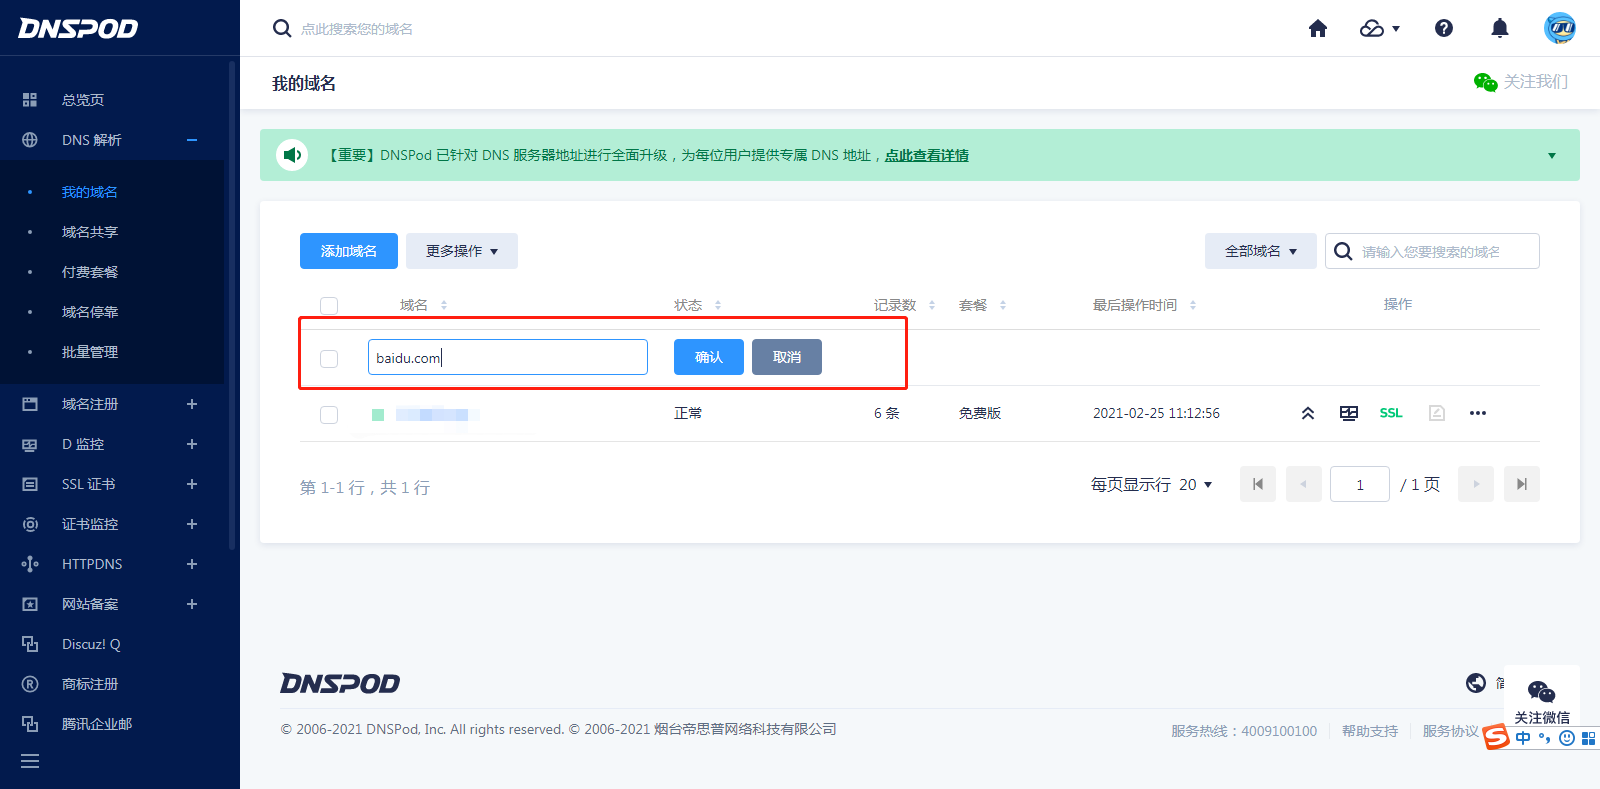 DNSPOD
点此搜索您的域名
我的域名
关注我们
总览页
DNS 解析
我的域名
域名共享
付费套餐
域名停靠
批量管理
域名注册
D 监控
SSL 证书
证书监控
HTTPDNS
网站备案
Discuz! Q
商标注册
腾讯企业邮
【重要】DNSPod 已针对 DNS 服务器地址进行全面升级，为每位用户提供专属 DNS 地址，点此查看详情
添加域名 更多操作 全部域名 请输入您要搜索的域名
域名 状态 记录数 套餐 最后操作时间 操作
baidu.com 确认 取消
正常 6 条 免费版 2021-02-25 11:12:56 SSL
第 1-1 行，共 1 行 每页显示行 20 1 / 1 页
DNSPOD
关注微信
© 2006-2021 DNSPod, Inc. All rights reserved. © 2006-2021 烟台帝思普网络科技有限公司
服务热线：4009100100 帮助支持 服务协议
S 中